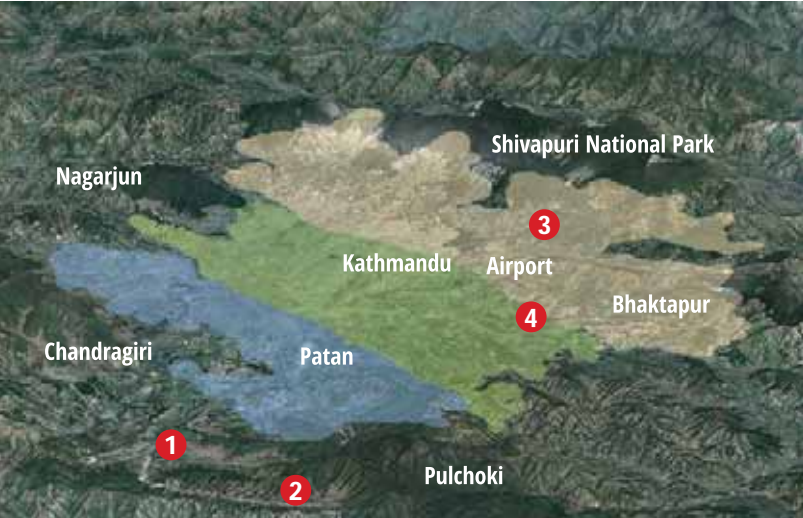 Shivapuri National Park
Nagarjun
3
Kathmandu
Airport
Bhaktapur
4
Chandragiri
Patan
1
Pulchoki
2